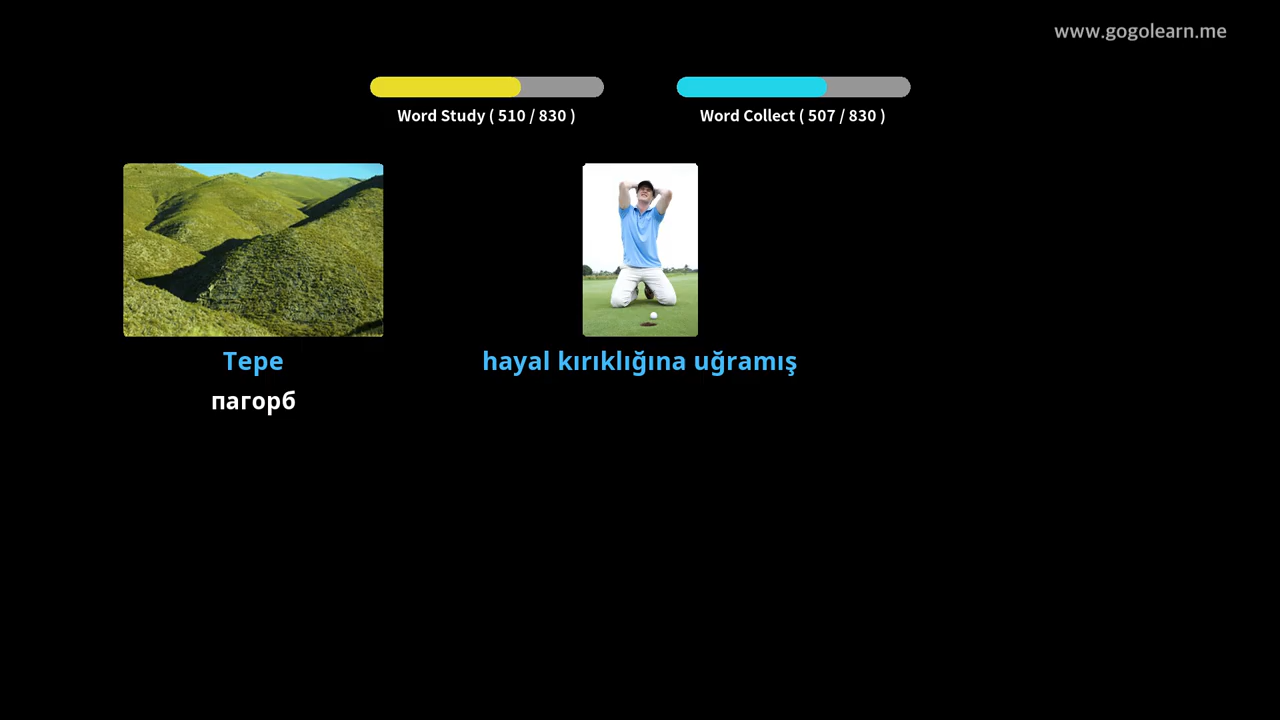 www.gogolearn.me
Word Study ( 510 / 830 )
Word Collect ( 507 / 830 )
Tepe
hayal kırıklığına uğramış
пагорб